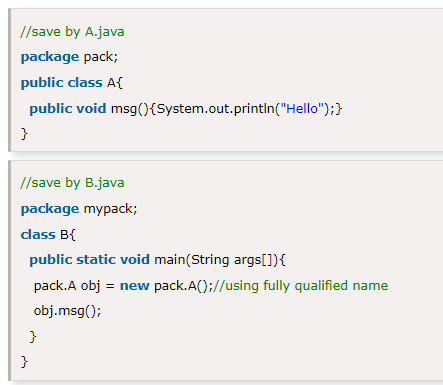 //save by A.java
package pack;
public class A{
public void msg(){System.out.println("Hello");}
}
//save by B.java
package mypack;
class B{
public static void main(String args[]){
pack.A obj = new pack.A();//using fully qualified name
obj.msg();
}
}